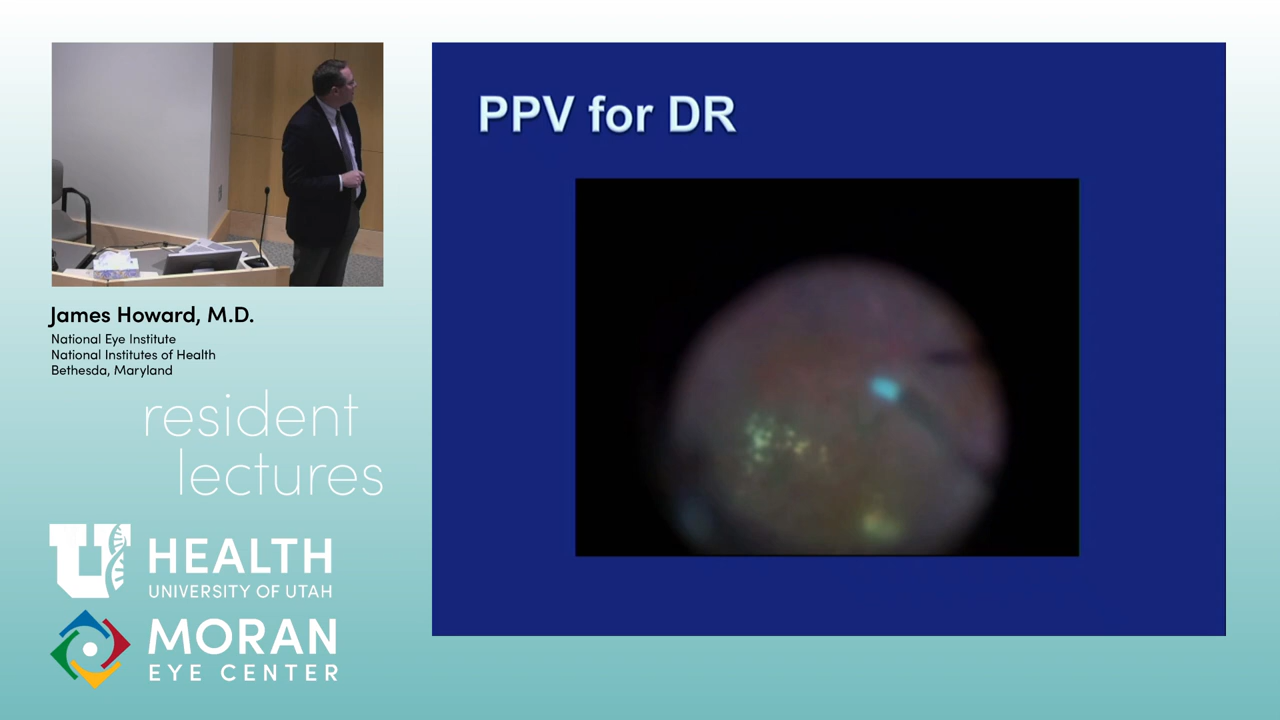 PPV for DR
James Howard, M.D.
National Eye Institute
National Institutes of Health
Bethesda, Maryland
resident
lectures
U HEALTH
UNIVERSITY OF UTAH
MORAN
EYE CENTER